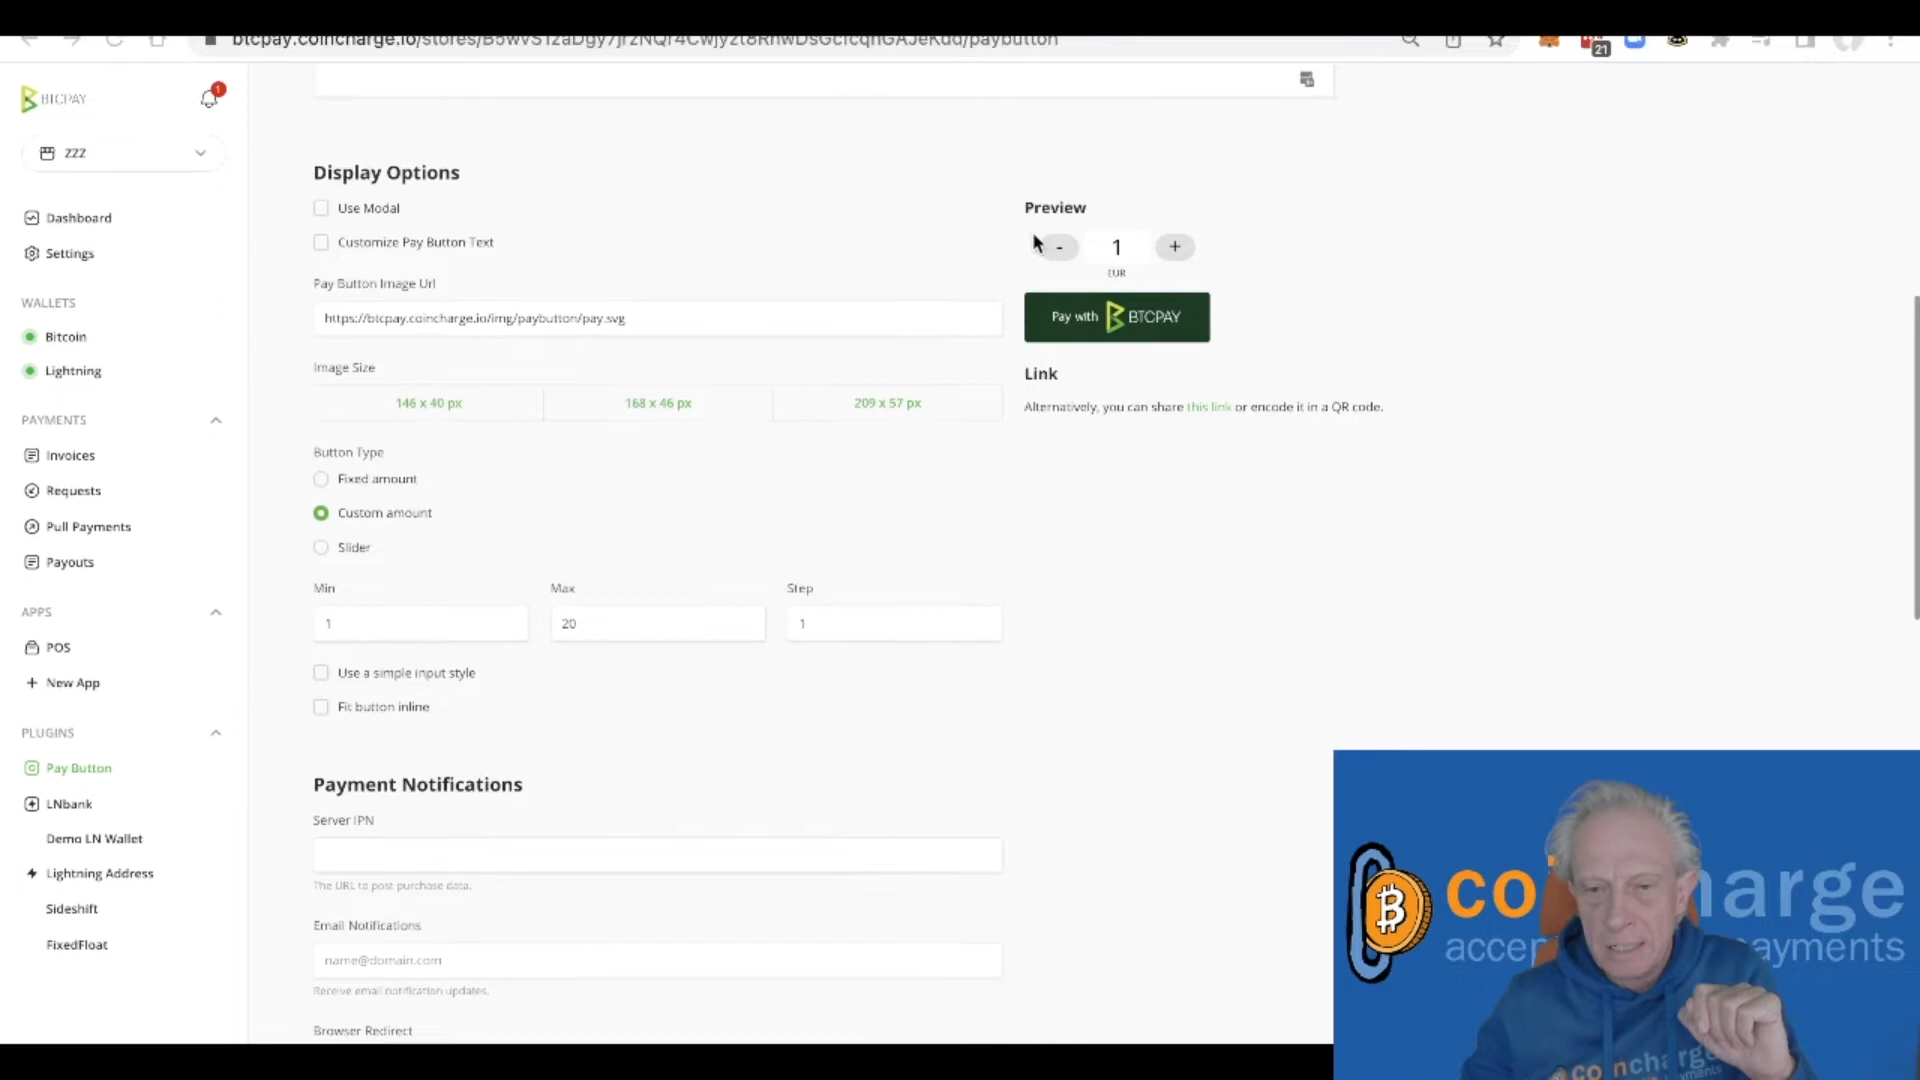 21
BTCPAY
1
ZZZ
Dashboard
Settings
WALLETS
Bitcoin
Lightning
PAYMENTS
Invoices
Requests
Pull Payments
Payouts
APPS
POS
New App
PLUGINS
Pay Button
LNbank
Demo LN Wallet
Lightning Address
Sideshift
FixedFloat
Display Options
Use Modal
Customize Pay Button Text
Pay Button Image Url
https://btcpay.coincharge.io/img/paybutton/pay.svg
Image Size
146 x 40 px
168 x 46 px
209 x 57 px
Button Type
Fixed amount
Custom amount
Slider
Min
Max
Step
1
20
1
Use a simple input style
Fit button inline
Payment Notifications
Server IPN
The URL to post purchase data.
Email Notifications
name@domain.com
Receive email notification updates.
Browser Redirect
Preview
- 1 +
EUR
Pay with BTCPAY
Link
Alternatively, you can share this link or encode it in a QR code.